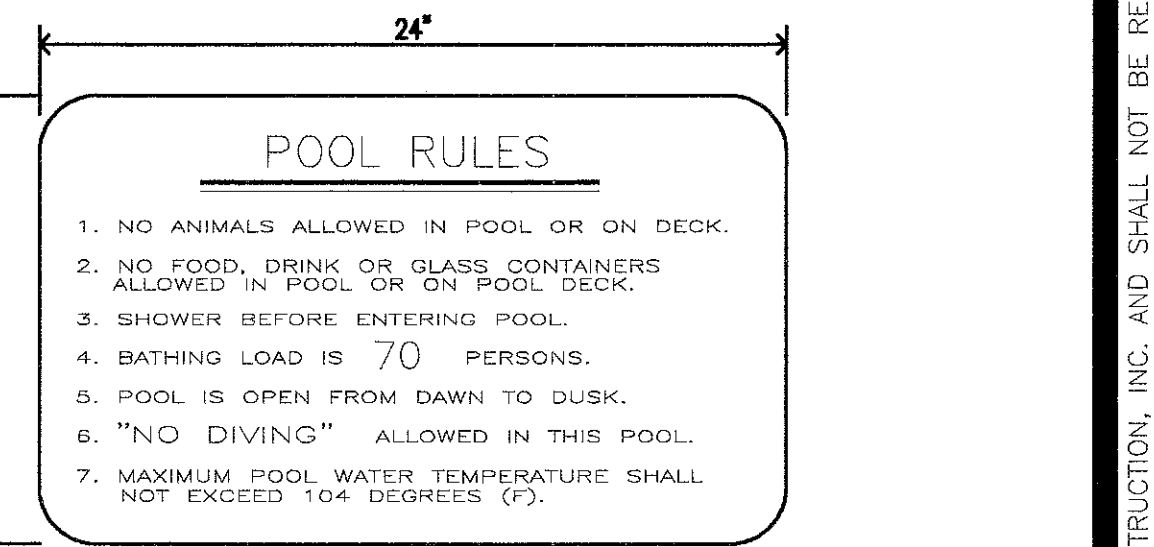 24"
POOL RULES
1. NO ANIMALS ALLOWED IN POOL OR ON DECK.
2. NO FOOD, DRINK OR GLASS CONTAINERS
ALLOWED IN POOL OR ON POOL DECK.
3. SHOWER BEFORE ENTERING POOL.
4. BATHING LOAD IS 70 PERSONS.
5. POOL IS OPEN FROM DAWN TO DUSK.
6. "NO DIVING" ALLOWED IN THIS POOL.
7. MAXIMUM POOL WATER TEMPERATURE SHALL
NOT EXCEED 104 DEGREES (F).
TRUCTION, INC. AND SHALL NOT BE RE